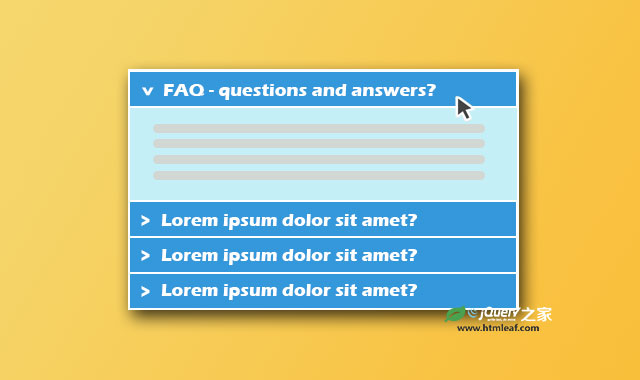 FAQ - questions and answers?
Lorem ipsum dolor sit amet?
Lorem ipsum dolor sit amet?
Lorem ipsum dolor sit amet?
jQuery之家
www.htmleaf.com